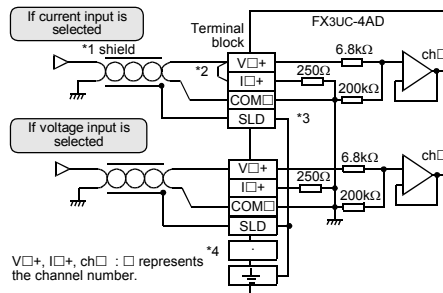 If current input is
selected
Terminal
block
FX3UC-4AD
*1 shield
*2
V□+
I□+
COM□
SLD
6.8kΩ
250Ω
200kΩ
ch□
*3
If voltage input is
selected
V□+
I□+
COM□
SLD
·
6.8kΩ
250Ω
200kΩ
ch□
*4
V□+, I□+, ch□ : □ represents
the channel number.